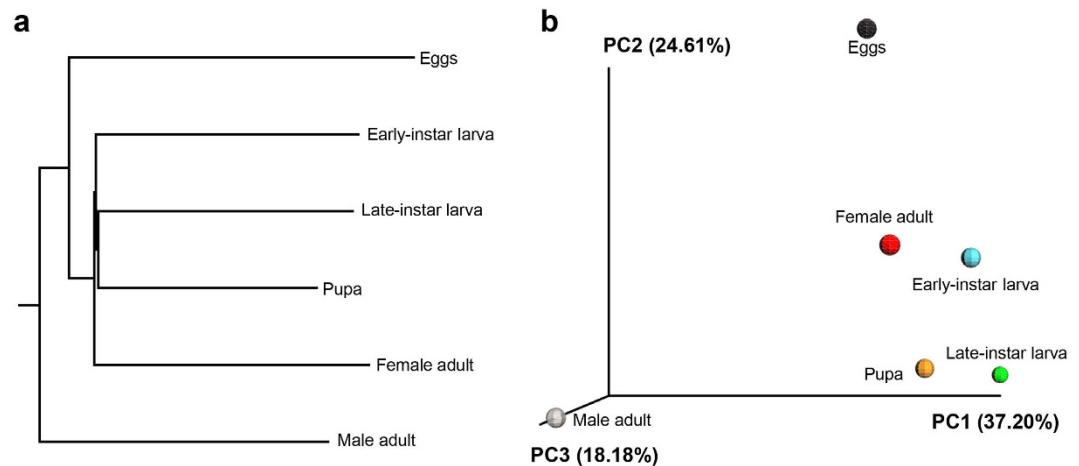 a
Eggs
Early-instar larva
Late-instar larva
Pupa
Female adult
Male adult
b
PC2 (24.61%)
Eggs
Female adult
Early-instar larva
Late-instar larva
Pupa
Male adult
PC1 (37.20%)
PC3 (18.18%)